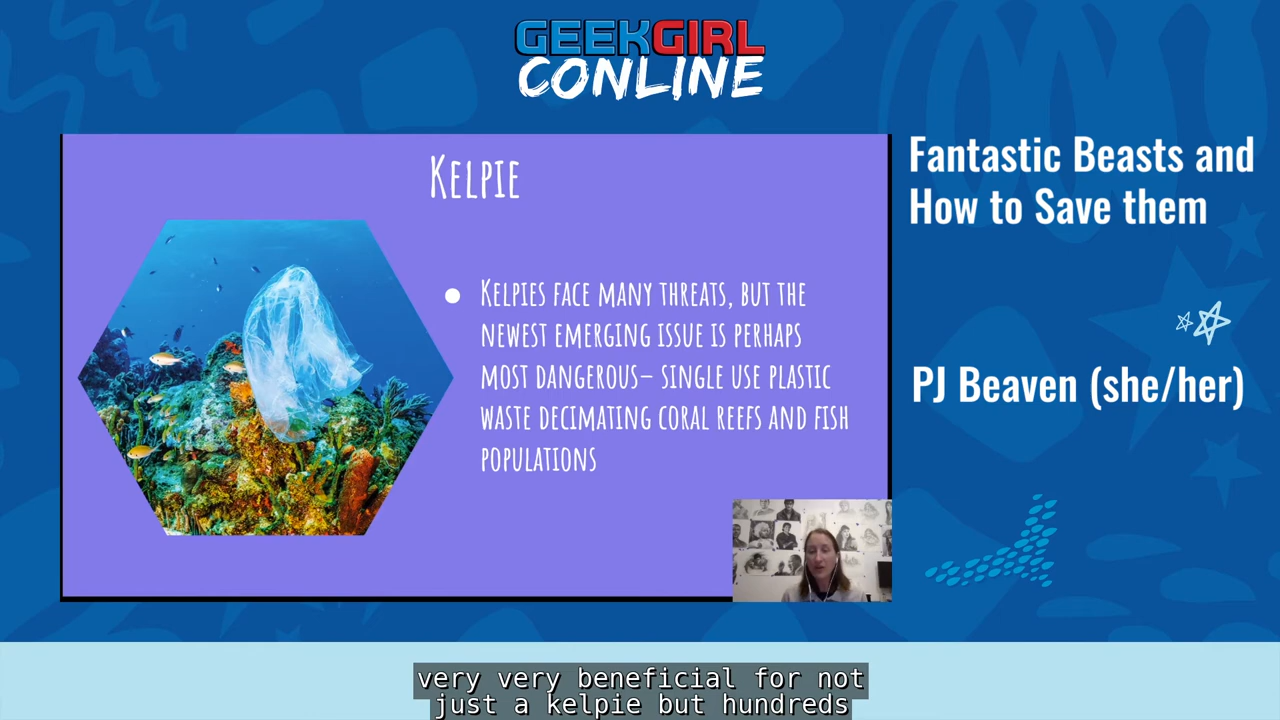 GEEKGIRL
CONLINE
Fantastic Beasts and
How to Save them
KELPIE
KELPIES FACE MANY THREATS, BUT THE
NEWEST EMERGING ISSUE IS PERHAPS
MOST DANGEROUS– SINGLE USE PLASTIC
WASTE DECIMATING CORAL REEFS AND FISH
POPULATIONS
PJ Beaven (she/her)
very very beneficial for not
just a kelpie but hundreds